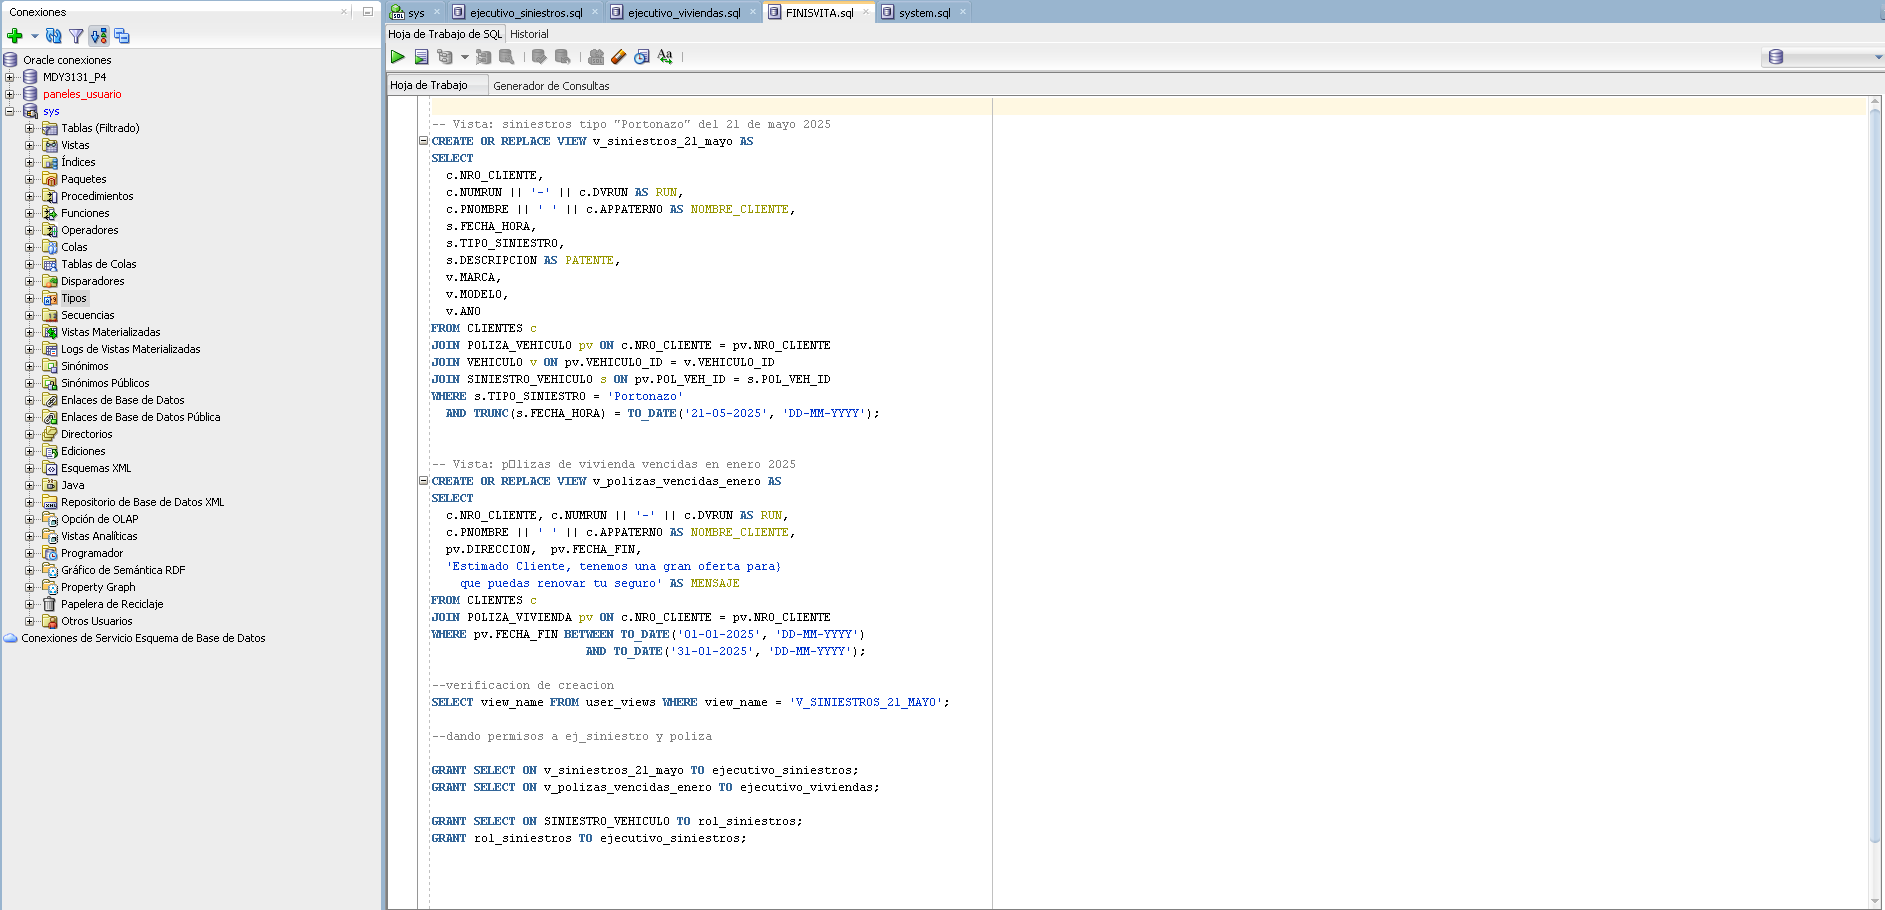 Conexiones
Oracle conexiones
MDY3131_P4
paneles_usuario
sys
Tablas (Filtrado)
Vistas
Índices
Paquetes
Procedimientos
Funciones
Operadores
Colas
Tablas de Colas
Disparadores
Tipos
Secuencias
Vistas Materializadas
Logs de Vistas Materializadas
Sinónimos
Sinónimos Públicos
Enlaces de Base de Datos
Enlaces de Base de Datos Pública
Directorios
Ediciones
Esquemas XML
Java
Repositorio de Base de Datos XML
Opción de OLAP
Vistas Analíticas
Programador
Gráfico de Semántica RDF
Property Graph
Papelera de Reciclaje
Otros Usuarios
Conexiones de Servicio Esquema de Base de Datos
sys ejecutivo_siniestros.sql ejecutivo_viviendas.sql FINISVITA.sql system.sql
Hoja de Trabajo de SQL Historial
Hoja de Trabajo Generador de Consultas
-- Vista: siniestros tipo "Portonazo" del 21 de mayo 2025
CREATE OR REPLACE VIEW v_siniestros_21_mayo AS
SELECT
c.NRO_CLIENTE,
c.NUMRUN || '-' || c.DVRUN AS RUN,
c.PNOMBRE || ' ' || c.APPATERNO AS NOMBRE_CLIENTE,
s.FECHA_HORA,
s.TIPO_SINIESTRO,
s.DESCRIPCION AS PATENTE,
v.MARCA,
v.MODELO,
v.ANO
FROM CLIENTES c
JOIN POLIZA_VEHICULO pv ON c.NRO_CLIENTE = pv.NRO_CLIENTE
JOIN VEHICULO v ON pv.VEHICULO_ID = v.VEHICULO_ID
JOIN SINIESTRO_VEHICULO s ON pv.POL_VEH_ID = s.POL_VEH_ID
WHERE s.TIPO_SINIESTRO = 'Portonazo'
AND TRUNC(s.FECHA_HORA) = TO_DATE('21-05-2025', 'DD-MM-YYYY');
-- Vista: p□lizas de vivienda vencidas en enero 2025
CREATE OR REPLACE VIEW v_polizas_vencidas_enero AS
SELECT
c.NRO_CLIENTE, c.NUMRUN || '-' || c.DVRUN AS RUN,
c.PNOMBRE || ' ' || c.APPATERNO AS NOMBRE_CLIENTE,
pv.DIRECCION, pv.FECHA_FIN,
'Estimado Cliente, tenemos una gran oferta para}
que puedas renovar tu seguro' AS MENSAJE
FROM CLIENTES c
JOIN POLIZA_VIVIENDA pv ON c.NRO_CLIENTE = pv.NRO_CLIENTE
WHERE pv.FECHA_FIN BETWEEN TO_DATE('01-01-2025', 'DD-MM-YYYY')
AND TO_DATE('31-01-2025', 'DD-MM-YYYY');
--verificacion de creacion
SELECT view_name FROM user_views WHERE view_name = 'V_SINIESTROS_21_MAYO';
--dando permisos a ej_siniestro y poliza
GRANT SELECT ON v_siniestros_21_mayo TO ejecutivo_siniestros;
GRANT SELECT ON v_polizas_vencidas_enero TO ejecutivo_viviendas;
GRANT SELECT ON SINIESTRO_VEHICULO TO rol_siniestros;
GRANT rol_siniestros TO ejecutivo_siniestros;